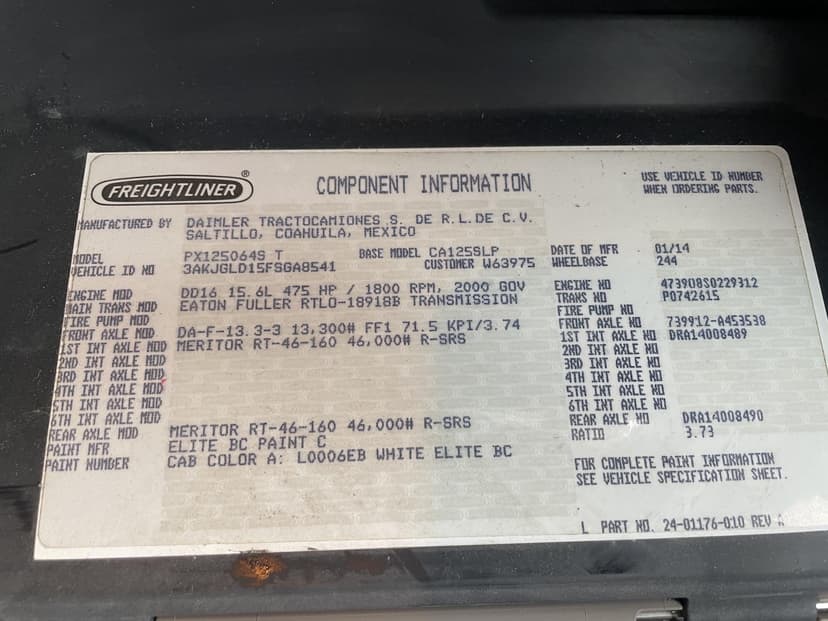 FREIGHTLINER ®
COMPONENT INFORMATION
USE VEHICLE ID NUMBER
WHEN ORDERING PARTS.
MANUFACTURED BY DAIMLER TRACTOCAMIONES S. DE R.L.DE C.V.
SALTILLO, COAHUILA, MEXICO
MODEL PX125064S T BASE MODEL CA125SLP DATE OF MFR 01/14
VEHICLE ID NO 3AKJGLD15FSGA8541 CUSTOMER W63975 WHEELBASE 244
ENGINE MOD DD16 15.6L 475 HP / 1800 RPM, 2000 GOV ENGINE NO 473908S0229312
MAIN TRANS MOD EATON FULLER RTLO-18918B TRANSMISSION TRANS NO P0742615
FIRE PUMP MOD FIRE PUMP NO
FRONT AXLE MOD DA-F-13.3-3 13,300# FF1 71.5 KPI/3.74 FRONT AXLE NO 739912-A453538
1ST INT AXLE MOD MERITOR RT-46-160 46,000# R-SRS 1ST INT AXLE NO DRA14008489
2ND INT AXLE MOD 2ND INT AXLE NO
3RD INT AXLE MOD 3RD INT AXLE NO
4TH INT AXLE MOD 4TH INT AXLE NO
5TH INT AXLE MOD 5TH INT AXLE NO
6TH INT AXLE MOD 6TH INT AXLE NO
REAR AXLE MOD MERITOR RT-46-160 46,000# R-SRS REAR AXLE NO DRA14008490
PAINT MFR ELITE BC PAINT C RATIO 3.73
PAINT NUMBER CAB COLOR A: L0006EB WHITE ELITE BC
FOR COMPLETE PAINT INFORMATION
SEE VEHICLE SPECIFICATION SHEET.
L PART NO. 24-01176-010 REV A